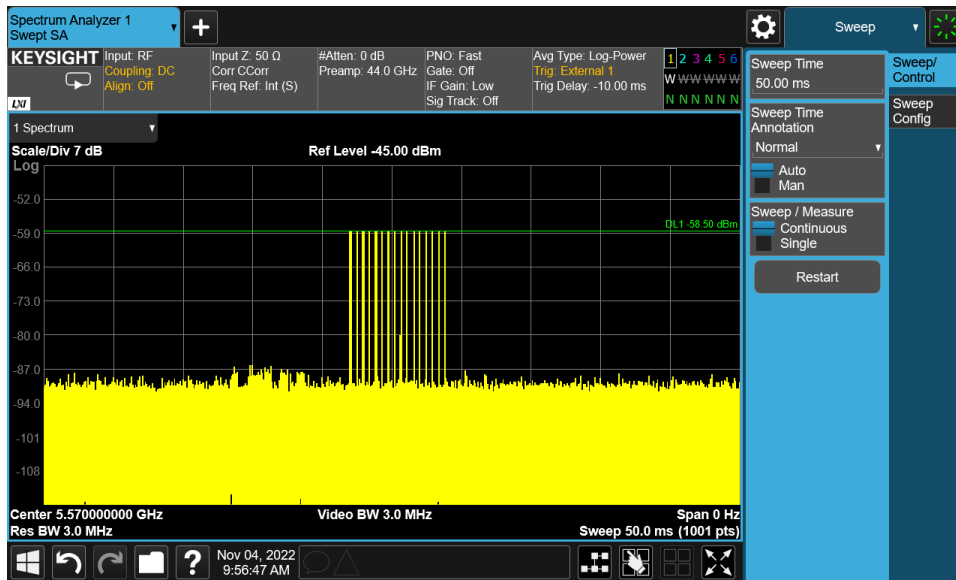 Spectrum Analyzer 1
Swept SA
+
Sweep
KEYSIGHT
LXI
Input: RF
Coupling: DC
Align: Off
Input Z: 50 Ω
Corr CCorr
Freq Ref: Int (S)
#Atten: 0 dB
Preamp: 44.0 GHz
PNO: Fast
Gate: Off
IF Gain: Low
Sig Track: Off
Avg Type: Log-Power
Trig: External 1
Trig Delay: -10.00 ms
1 2 3 4 5 6
W W W W W W
N N N N N N
1 Spectrum
Scale/Div 7 dB
Ref Level -45.00 dBm
Log
DL1 -58.50 dBm
-52.0
-59.0
-66.0
-73.0
-80.0
-87.0
-94.0
-101
-108
Center 5.570000000 GHz
Video BW 3.0 MHz
Span 0 Hz
Res BW 3.0 MHz
Sweep 50.0 ms (1001 pts)
Sweep Time
50.00 ms
Sweep Time
Annotation
Normal
Auto
Man
Sweep / Measure
Continuous
Single
Restart
Sweep/
Control
Sweep
Config
?
Nov 04, 2022
9:56:47 AM